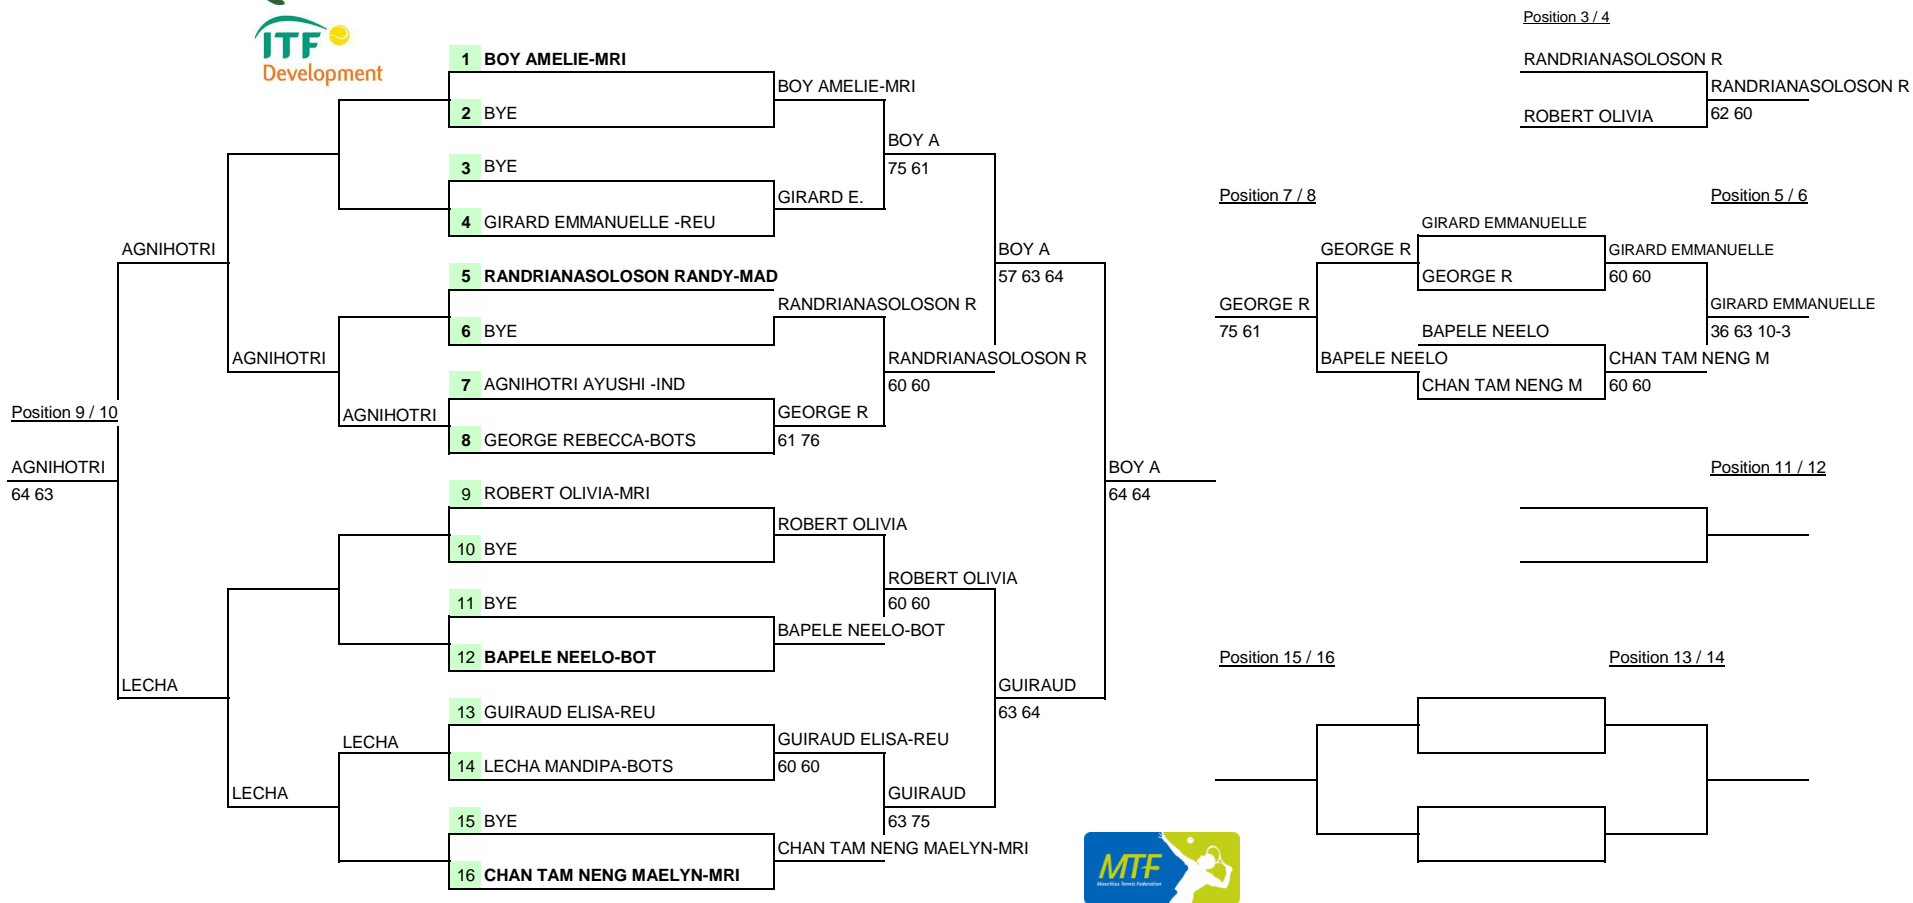 ITF
Development
1 BOY AMELIE-MRI
2 BYE
3 BYE
4 GIRARD EMMANUELLE -REU
5 RANDRIANASOLOSON RANDY-MAD
6 BYE
7 AGNIHOTRI AYUSHI -IND
8 GEORGE REBECCA-BOTS
9 ROBERT OLIVIA-MRI
10 BYE
11 BYE
12 BAPELE NEELO-BOT
13 GUIRAUD ELISA-REU
14 LECHA MANDIPA-BOTS
15 BYE
16 CHAN TAM NENG MAELYN-MRI
BOY AMELIE-MRI
GIRARD E.
RANDRIANASOLOSON R
GEORGE R
61 76
ROBERT OLIVIA
BAPELE NEELO-BOT
GUIRAUD ELISA-REU
60 60
CHAN TAM NENG MAELYN-MRI
BOY A
75 61
RANDRIANASOLOSON R
60 60
ROBERT OLIVIA
60 60
GUIRAUD
63 75
BOY A
57 63 64
GUIRAUD
63 64
BOY A
64 64
AGNIHOTRI
LECHA
AGNIHOTRI
LECHA
AGNIHOTRI
LECHA
Position 9 / 10
AGNIHOTRI
64 63
Position 3 / 4
RANDRIANASOLOSON R
ROBERT OLIVIA
RANDRIANASOLOSON R
62 60
Position 7 / 8
Position 5 / 6
GIRARD EMMANUELLE
GEORGE R
BAPELE NEELO
CHAN TAM NENG M
GIRARD EMMANUELLE
60 60
CHAN TAM NENG M
60 60
GIRARD EMMANUELLE
36 63 10-3
GEORGE R
BAPELE NEELO
GEORGE R
75 61
Position 11 / 12
Position 15 / 16
Position 13 / 14
MTF
Mauritius Tennis Federation